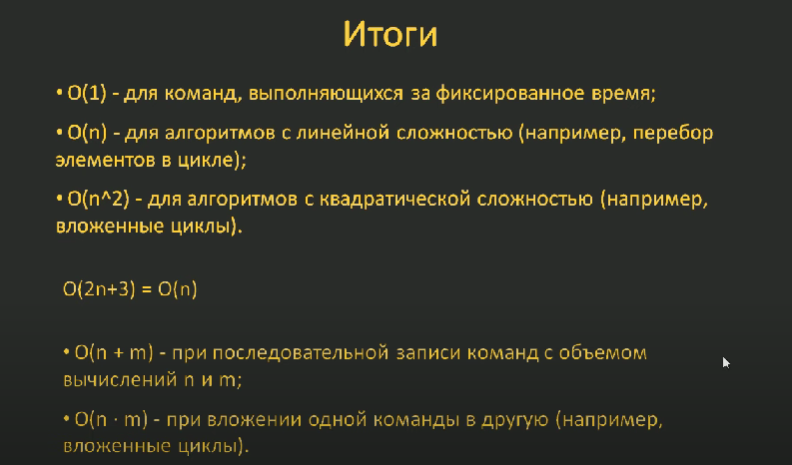 Итоги
• O(1) - для команд, выполняющихся за фиксированное время;
• O(n) - для алгоритмов с линейной сложностью (например, перебор
элементов в цикле);
• O(n^2) - для алгоритмов с квадратической сложностью (например,
вложенные циклы).
O(2n+3) = O(n)
• O(n + m) - при последовательной записи команд с объемом
вычислений n и m;
• O(n · m) - при вложении одной команды в другую (например,
вложенные циклы).